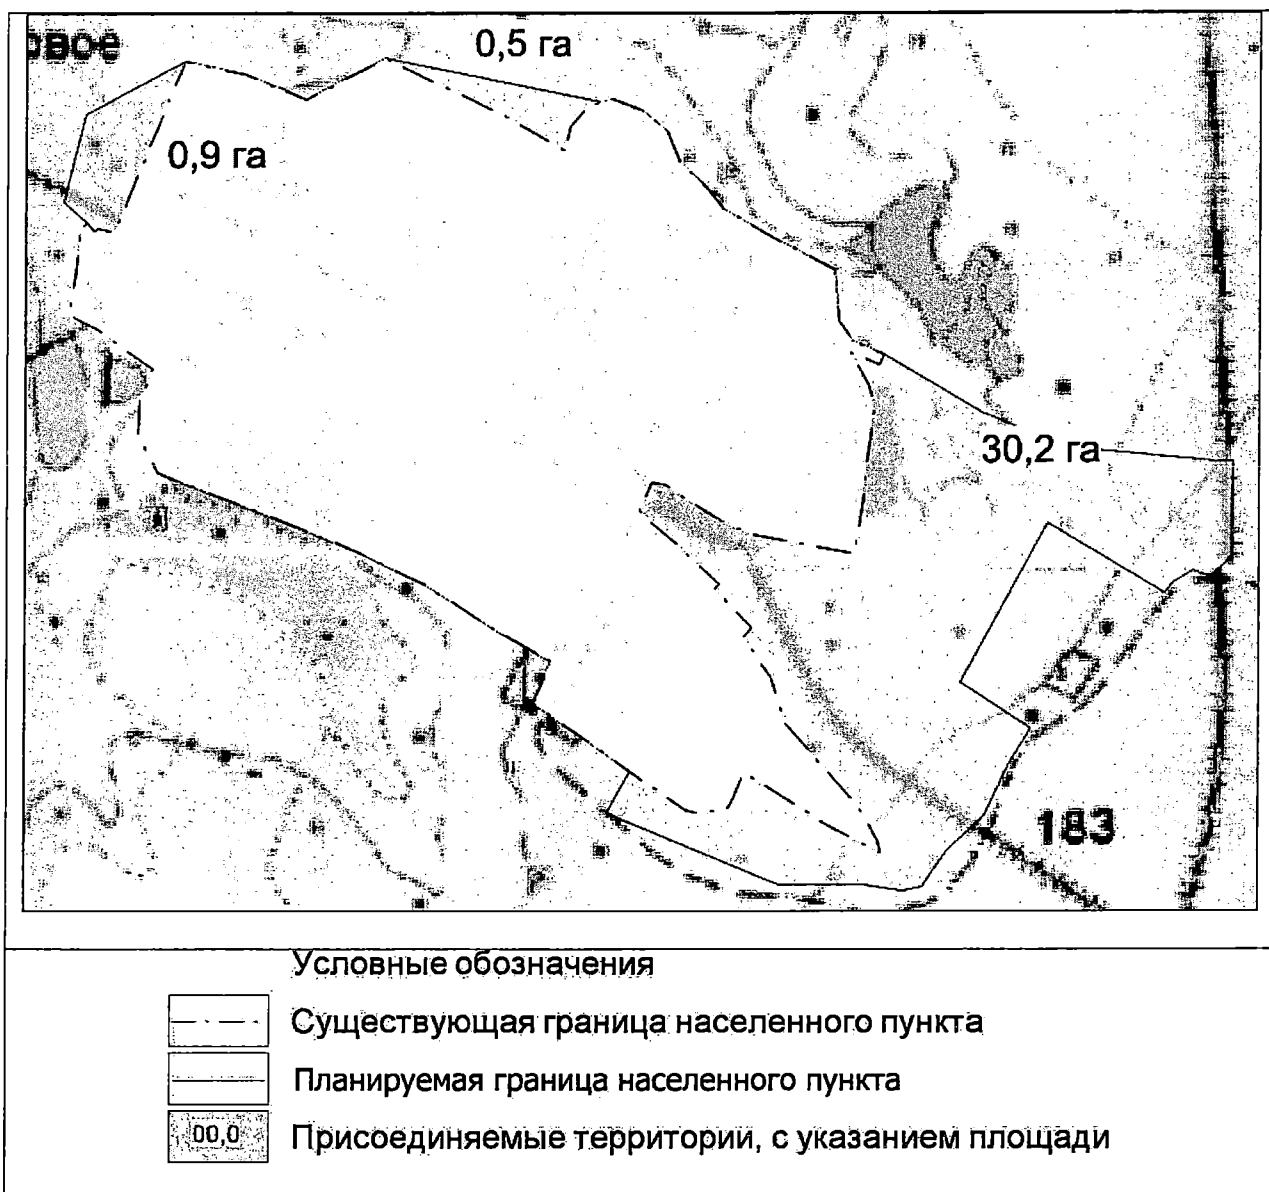 овое
0,5 га
0,9 га
30,2 га
183
Условные обозначения
Существующая граница населенного пункта
Планируемая граница населенного пункта
00,0
Присоединяемые территории, с указанием площади